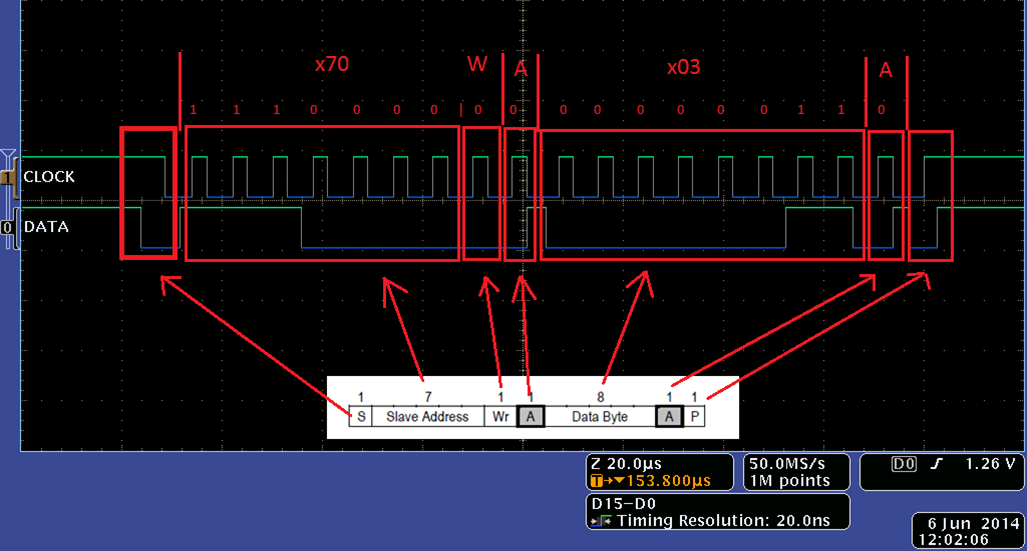 x70 W A x03 A
1 1 1 0 0 0 0 | 0 0 0 0 0 0 0 0 1 1 0
1 CLOCK
0 DATA
1 7 1 1 8 1 1
S Slave Address Wr A Data Byte A P
Z 20.0µs
T→▼153.800µs
50.0MS/s
1M points
D0 1.26 V
D15-D0
Timing Resolution: 20.0ns
6 Jun 2014
12:02:06